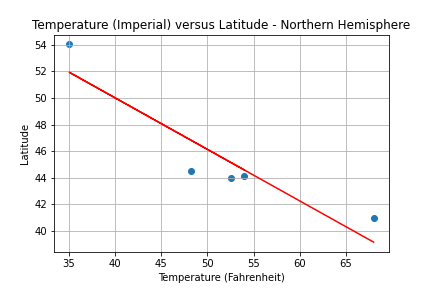 Temperature (Imperial) versus Latitude - Northern Hemisphere
54
52
50
48
46
44
42
40
Latitude
35 40 45 50 55 60 65
Temperature (Fahrenheit)